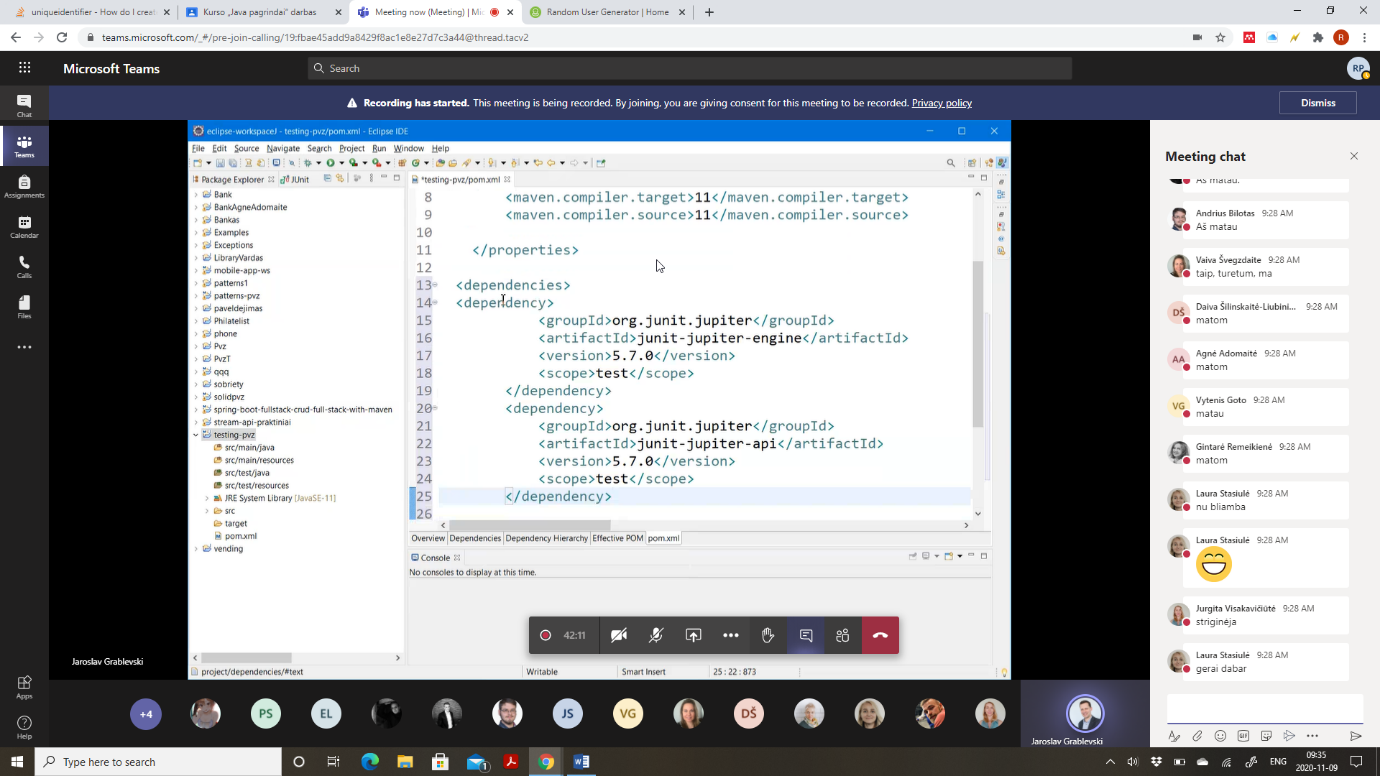 uniqueidentifier - How do I creat
Kurso „Java pagrindai" darbas
Meeting now (Meeting) | Mic
Random User Generator | Home
teams.microsoft.com/_#/pre-join-calling/19:fbae45add9a8429f8ac1e8e27d7c3a44@thread.tacv2
R
Microsoft Teams
Search
RP
Recording has started. This meeting is being recorded. By joining, you are giving consent for this meeting to be recorded. Privacy policy
Dismiss
Chat
Teams
Assignments
Calendar
Calls
Files
Apps
Help
eclipse-workspaceJ - testing-pvz/pom.xml - Eclipse IDE
File Edit Source Navigate Search Project Run Window Help
Package Explorer
JUnit
*testing-pvz/pom.xml
Bank
BankAgneAdomaite
Bankas
Examples
Exceptions
LibraryVardas
mobile-app-ws
patterns1
patterns-pvz
paveldejimas
Philatelist
phone
Pvz
PvzT
qqq
sobriety
solidpvz
spring-boot-fullstack-crud-full-stack-with-maven
stream-api-praktiniai
testing-pvz
src/main/java
src/main/resources
src/test/java
src/test/resources
JRE System Library [JavaSE-11]
src
target
pom.xml
vending
8 <maven.compiler.target>11</maven.compiler.target>
9 <maven.compiler.source>11</maven.compiler.source>
10
11 </properties>
12
13 <dependencies>
14 <dependency>
15 <groupId>org.junit.jupiter</groupId>
16 <artifactId>junit-jupiter-engine</artifactId>
17 <version>5.7.0</version>
18 <scope>test</scope>
19 </dependency>
20 <dependency>
21 <groupId>org.junit.jupiter</groupId>
22 <artifactId>junit-jupiter-api</artifactId>
23 <version>5.7.0</version>
24 <scope>test</scope>
25 </dependency>
26
Overview Dependencies Dependency Hierarchy Effective POM pom.xml
Console
No consoles to display at this time.
42:11
project/dependencies/#text
Writable
Smart Insert
25 : 22 : 873
Jaroslav Grablevski
+4
PS
EL
JS
VG
DŠ
Jaroslav Grablevski
Meeting chat
Aš matau.
Andrius Bilotas 9:28 AM
Aš matau
Vaiva Švegzdaite 9:28 AM
taip, turetum, ma
DŠ
Daiva Šilinskaitė-Liubini... 9:28 AM
matom
AA
Agnė Adomaitė 9:28 AM
matom
VG
Vytenis Goto 9:28 AM
matau
Gintarė Remeikienė 9:28 AM
matom
Laura Stasiulė 9:28 AM
nu bliamba
Laura Stasiulė 9:28 AM
Jurgita Visakavičiūtė 9:28 AM
striginėja
Laura Stasiulė 9:28 AM
gerai dabar
Type here to search
1
ENG
09:35
2020-11-09